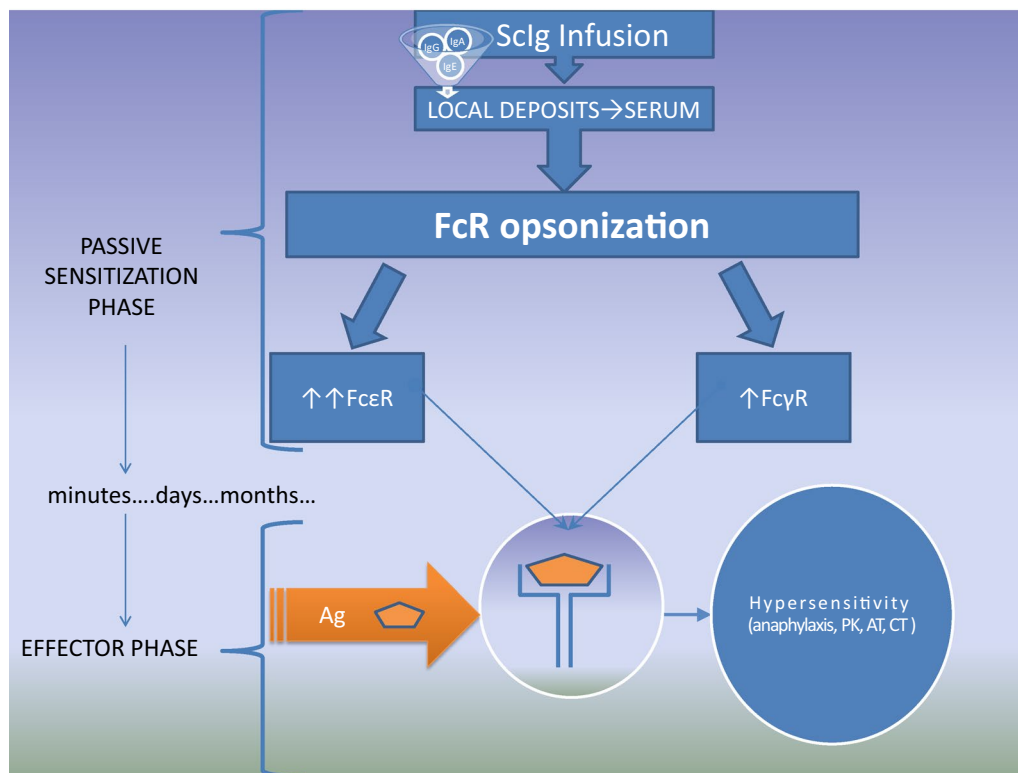 ScIg Infusion
IgG
IgA
IgE
LOCAL DEPOSITS→SERUM
FcR opsonization
PASSIVE
SENSITIZATION
PHASE
↑↑FcεR
↑FcγR
minutes....days...months...
Ag
EFFECTOR PHASE
Hypersensitivity
(anaphylaxis, PK, AT, CT )